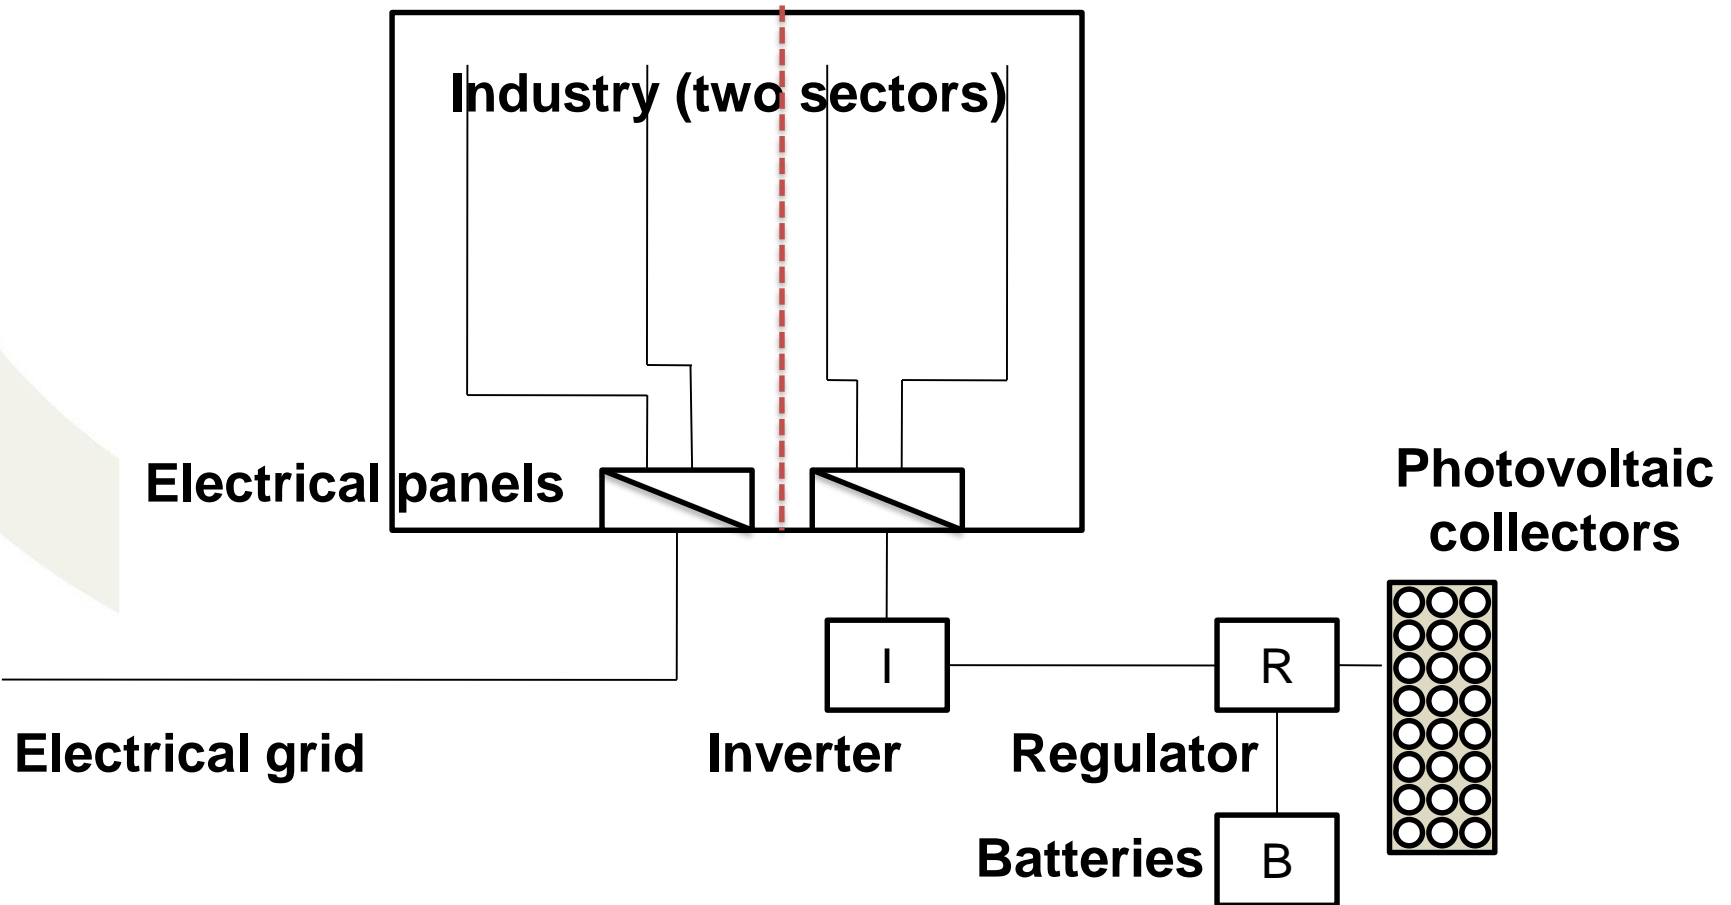 Industry (two sectors)
Electrical panels
Photovoltaic
collectors
I
R
Electrical grid
Inverter
Regulator
Batteries
B